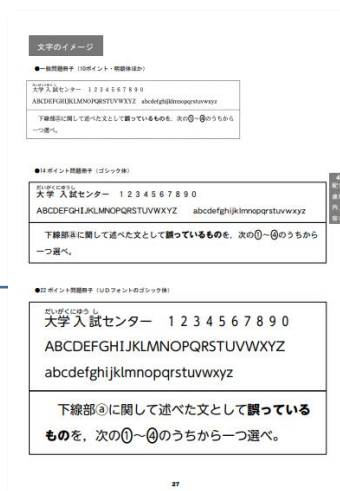 文字のイメージ
●一般問題冊子（10ポイント・明朝体ほか）
だいがくにゅうし
大学入試センター　１２３４５６７８９０
ABCDEFGHIJKLMNOPQRSTUVWXYZ　abcdefghijklmnopqrstuvwxyz
下線部ⓐに関して述べた文として誤っているものを，次の①～④のうちから
一つ選べ。
●14ポイント問題冊子（ゴシック体）
だいがくにゅうし
大学入試センター　１２３４５６７８９０
ABCDEFGHIJKLMNOPQRSTUVWXYZ　abcdefghijklmnopqrstuvwxyz
下線部ⓐに関して述べた文として誤っているものを，次の①～④のうちから
一つ選べ。
●22ポイント問題冊子（UDフォントのゴシック体）
だいがくにゅうし
大学入試センター　１２３４５６７８９０
ABCDEFGHIJKLMNOPQRSTUVWXYZ
abcdefghijklmnopqrstuvwxyz
下線部ⓐに関して述べた文として誤っている
ものを，次の①～④のうちから一つ選べ。
27